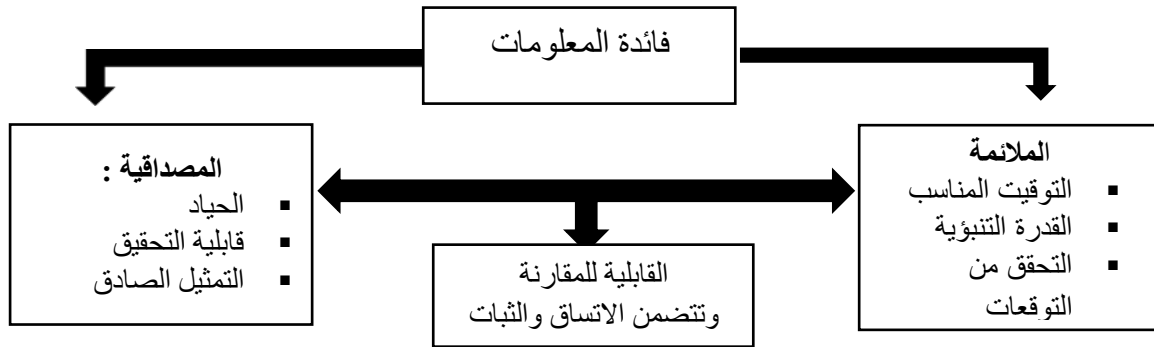 فائدة المعلومات
الملائمة
▪ التوقيت المناسب
▪ القدرة التنبؤية
▪ التحقق من
التوقعات
المصداقية :
▪ الحياد
▪ قابلية التحقيق
▪ التمثيل الصادق
القابلية للمقارنة
وتتضمن الاتساق والثبات